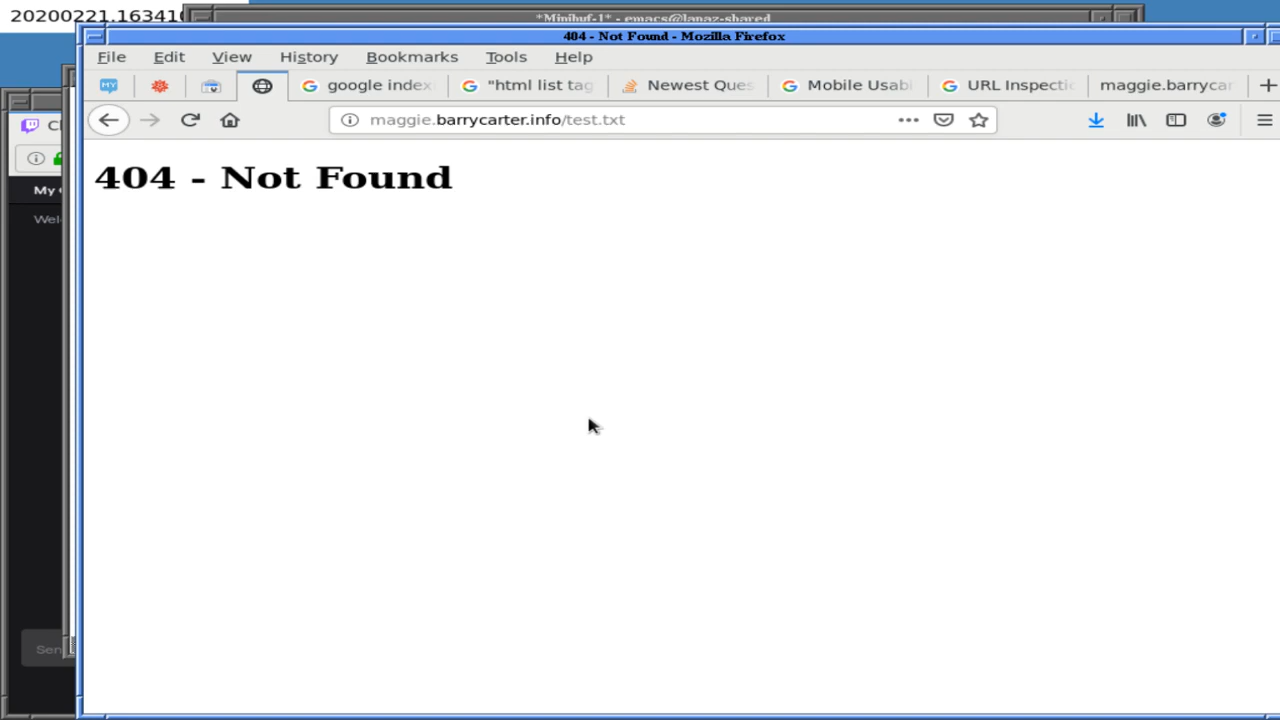 20200221.16341
*Minibuf-1* - emacs@lanaz-shared
404 - Not Found - Mozilla Firefox
File Edit View History Bookmarks Tools Help
google index "html list tag Newest Ques Mobile Usabi URL Inspectic maggie.barrycar
maggie.barrycarter.info/test.txt
My
Wel
404 - Not Found
Sen